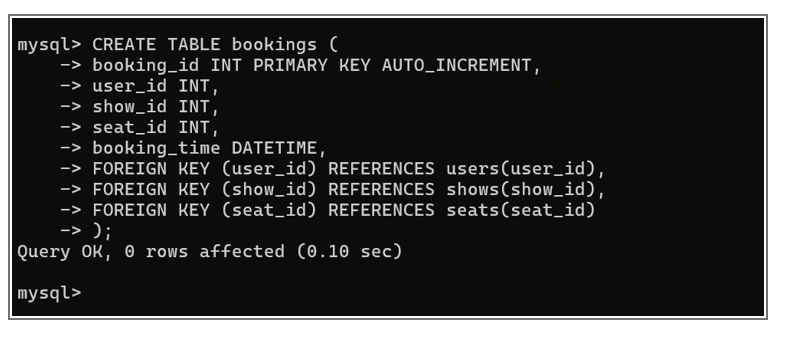 mysql> CREATE TABLE bookings (
    -> booking_id INT PRIMARY KEY AUTO_INCREMENT,
    -> user_id INT,
    -> show_id INT,
    -> seat_id INT,
    -> booking_time DATETIME,
    -> FOREIGN KEY (user_id) REFERENCES users(user_id),
    -> FOREIGN KEY (show_id) REFERENCES shows(show_id),
    -> FOREIGN KEY (seat_id) REFERENCES seats(seat_id)
    -> );
Query OK, 0 rows affected (0.10 sec)
mysql>